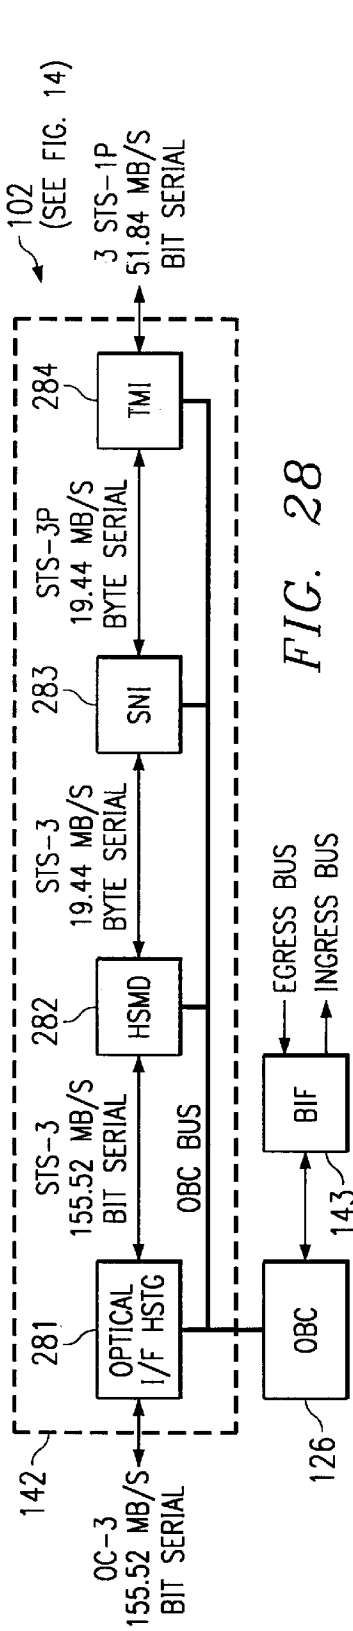 102
(SEE FIG. 14)
142
OC-3
155.52 MB/S
BIT SERIAL
281
OPTICAL
I/F HSTG
STS-3
155.52 MB/S
BIT SERIAL
282
HSMD
STS-3
19.44 MB/S
BYTE SERIAL
283
SNI
STS-3P
19.44 MB/S
BYTE SERIAL
284
TMI
3 STS-1P
51.84 MB/S
BIT SERIAL
OBC BUS
OBC
126
BIF
143
EGRESS BUS
INGRESS BUS
FIG. 28